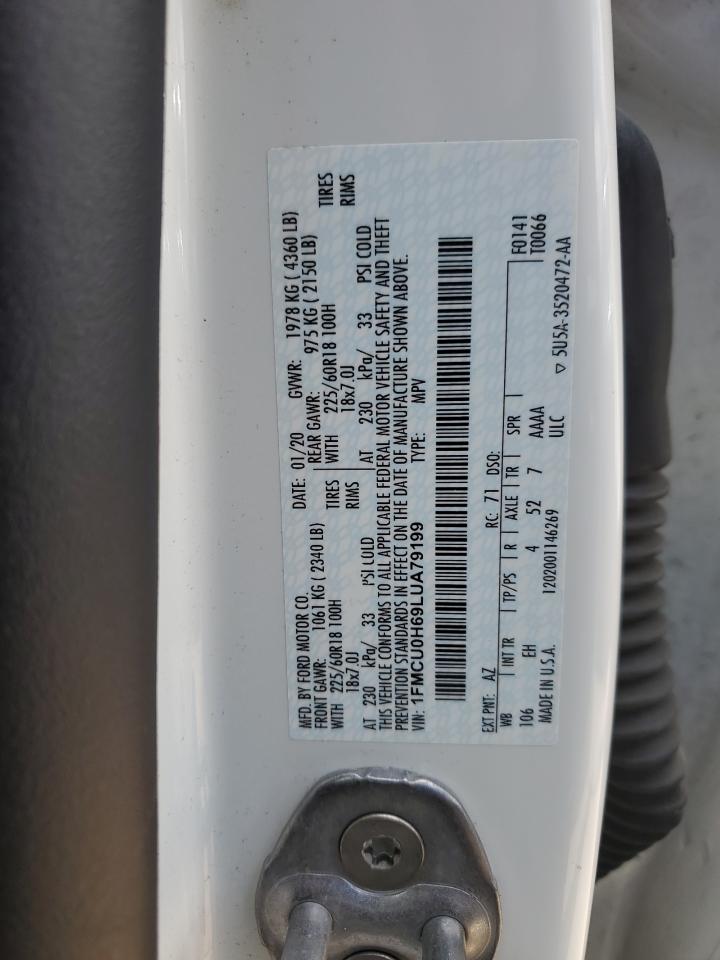 MFD. BY FORD MOTOR CO. DATE: 01/20 GVWR: 1978 KG ( 4360 LB)
FRONT GAWR: 1061 KG ( 2340 LB) REAR GAWR: 975 KG ( 2150 LB)
WITH 225/60R18 100H TIRES WITH 225/60R18 100H TIRES
18x7.0J RIMS 18x7.0J RIMS
AT 230 kPa/ 33 PSI COLD AT 230 kPa/ 33 PSI COLD
THIS VEHICLE CONFORMS TO ALL APPLICABLE FEDERAL MOTOR VEHICLE SAFETY AND THEFT
PREVENTION STANDARDS IN EFFECT ON THE DATE OF MANUFACTURE SHOWN ABOVE.
VIN: 1FMCU0H69LUA79199 TYPE: MPV
EXT PNT: AZ RC: 71 DSO: F0141
WB INT TR TP/PS R AXLE TR SPR T0066
106 EH 4 52 7 AAAA
MADE IN U.S.A. 1202001146269 ULC ▽ 5U5A-3520472-AA